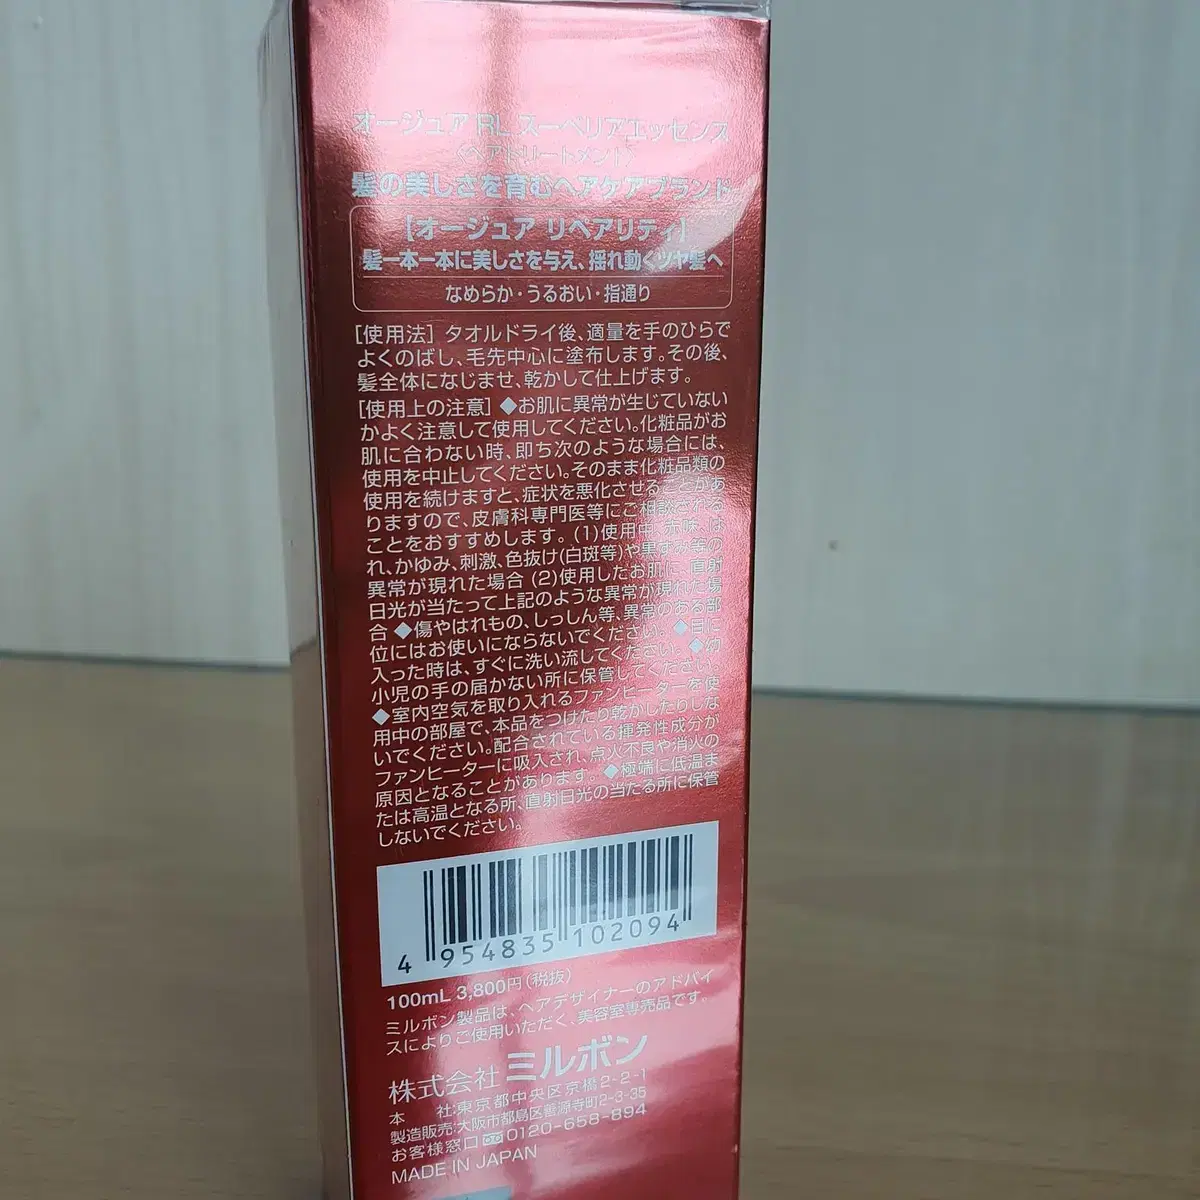 オージュア RL スーペリアエッセンス
〈ヘアトリートメント〉
髪の美しさを育むヘアケアブランド
[オージュア リペアリティ]
髪一本一本に美しさを与え、揺れ動くツヤ髪へ
なめらか・うるおい・指通り
[使用法] タオルドライ後、適量を手のひらで
よくのばし、毛先中心に塗布します。その後、
髪全体になじませ、乾かして仕上げます。
[使用上の注意] ◆お肌に異常が生じていない
かよく注意して使用してください。化粧品がお
肌に合わない時、即ち次のような場合には、
使用を中止してください。そのまま化粧品類の
使用を続けますと、症状を悪化させることがあ
りますので、皮膚科専門医等にご相談される
ことをおすすめします。(1)使用中、赤味、は
れ、かゆみ、刺激、色抜け(白斑等)や黒ずみ等の
異常が現れた場合 (2)使用したお肌に、直射
日光が当たって上記のような異常が現れた場
合 ◆傷やはれもの、しっしん等、異常のある部
位にはお使いにならないでください。◆目に
入った時は、すぐに洗い流してください。◆幼
小児の手の届かない所に保管してください。
◆室内空気を取り入れるファンヒーターを使
用中の部屋で、本品をつけたり乾かしたりしな
いでください。配合されている揮発性成分が
ファンヒーターに吸入され、点火不良や消火の
原因となることがあります。◆極端に低温ま
たは高温となる所、直射日光の当たる所に保管
しないでください。
4 954835 102094
100mL 3,800円(税抜)
ミルボン製品は、ヘアデザイナーのアドバイ
スによりご使用いただく、美容室専売品です。
株式会社 ミルボン
本 社:東京都中央区京橋2-2-1
製造販売:大阪市都島区善源寺町2-3-35
お客様窓口 0120-658-894
MADE IN JAPAN